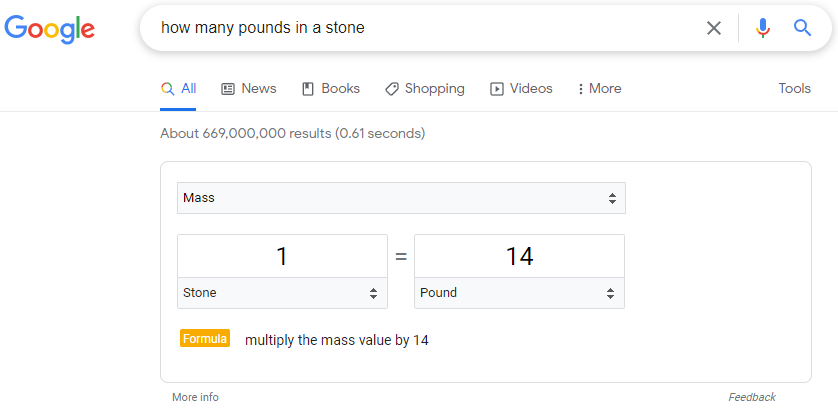 Google how many pounds in a stone
All News Books Shopping Videos More Tools
About 669,000,000 results (0.61 seconds)
Mass
1 = 14
Stone Pound
Formula multiply the mass value by 14
More info Feedback